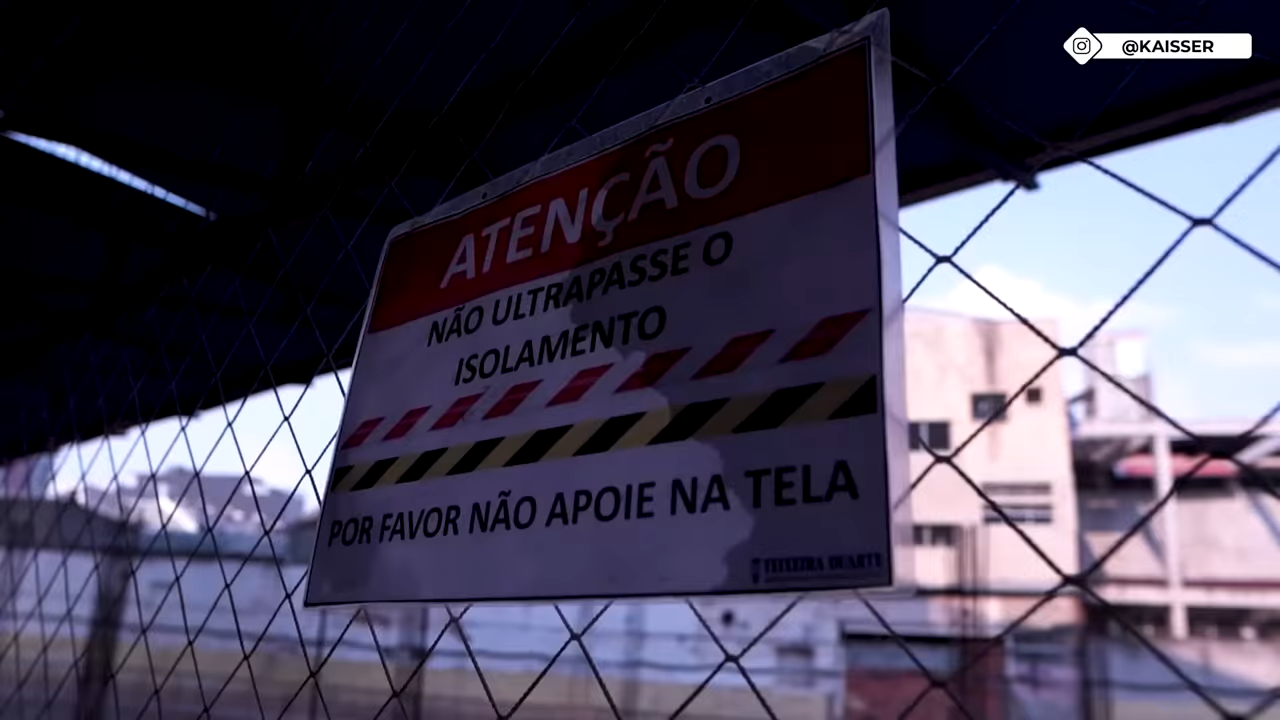 @KAISSER
ATENÇÃO
NÃO ULTRAPASSE O
ISOLAMENTO
POR FAVOR NÃO APOIE NA TELA
TEIXEIRA DUARTE